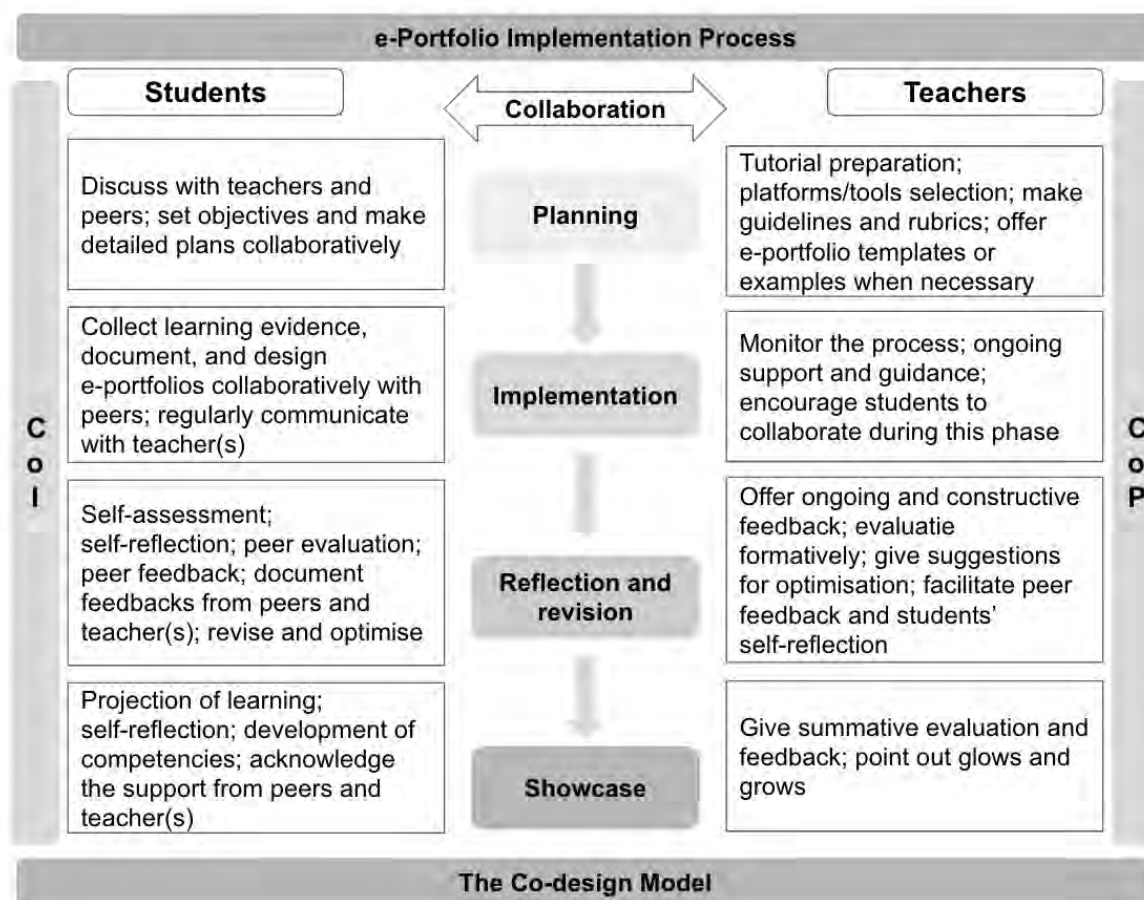 e-Portfolio Implementation Process
Students
Collaboration
Teachers
Discuss with teachers and
peers; set objectives and make
detailed plans collaboratively
Planning
Tutorial preparation;
platforms/tools selection; make
guidelines and rubrics; offer
e-portfolio templates or
examples when necessary
Collect learning evidence,
document, and design
e-portfolios collaboratively with
peers; regularly communicate
with teacher(s)
Implementation
Monitor the process; ongoing
support and guidance;
encourage students to
collaborate during this phase
Self-assessment;
self-reflection; peer evaluation;
peer feedback; document
feedbacks from peers and
teacher(s); revise and optimise
Reflection and
revision
Offer ongoing and constructive
feedback; evaluatie
formatively; give suggestions
for optimisation; facilitate peer
feedback and students’
self-reflection
Projection of learning;
self-reflection; development of
competencies; acknowledge
the support from peers and
teacher(s)
Showcase
Give summative evaluation and
feedback; point out glows and
grows
C
o
I
C
o
P
The Co-design Model